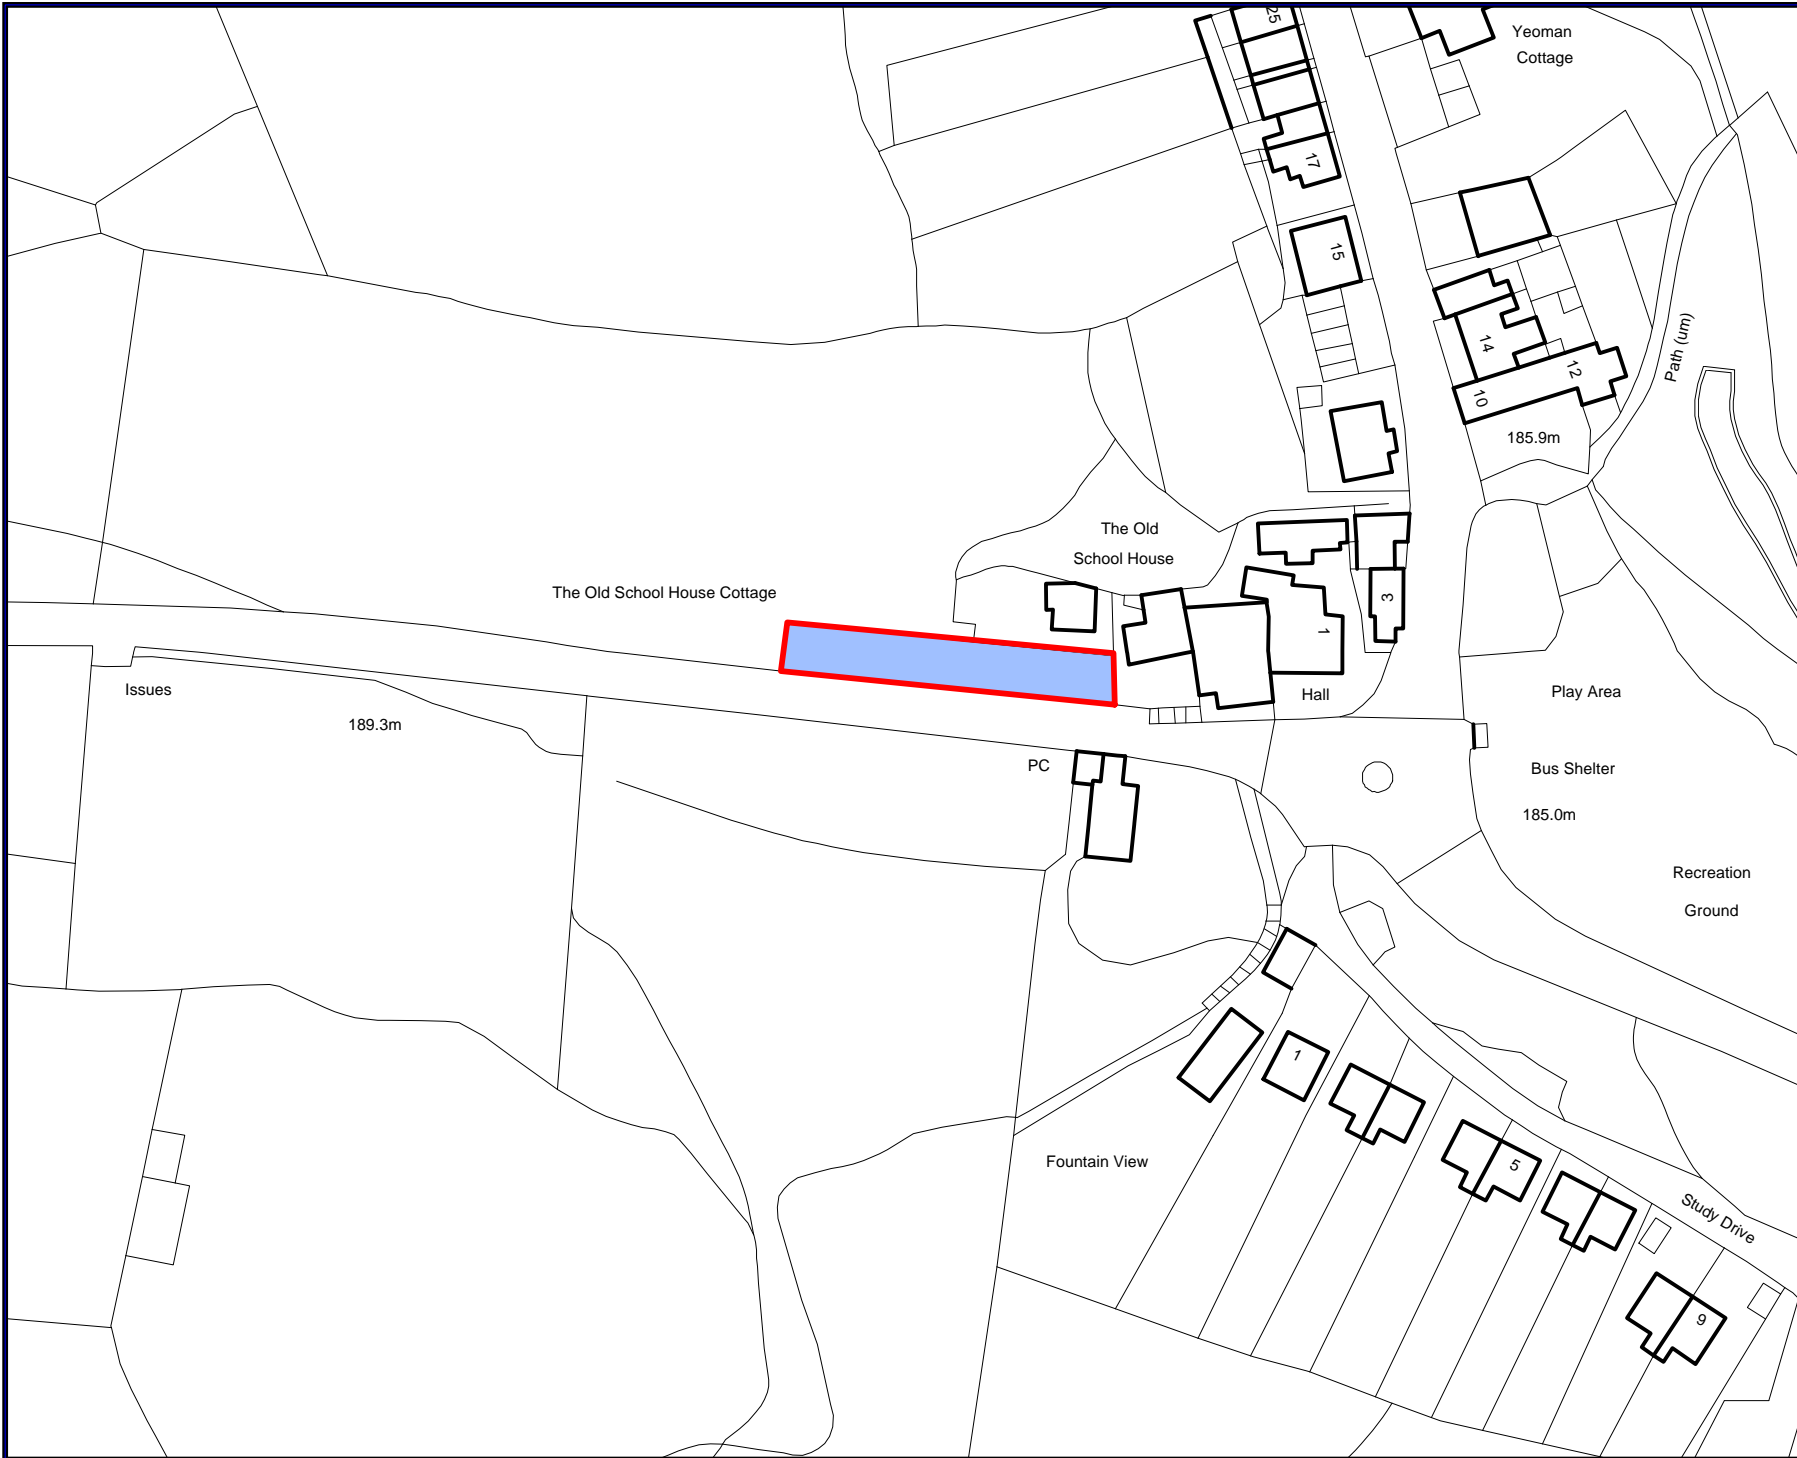 25
Yeoman
Cottage
17
15
14
12
10
Path (um)
185.9m
The Old
School House
The Old School House Cottage
3
1
Issues
Hall
Play Area
189.3m
PC
Bus Shelter
185.0m
Recreation
Ground
1
Fountain View
5
Study Drive
9